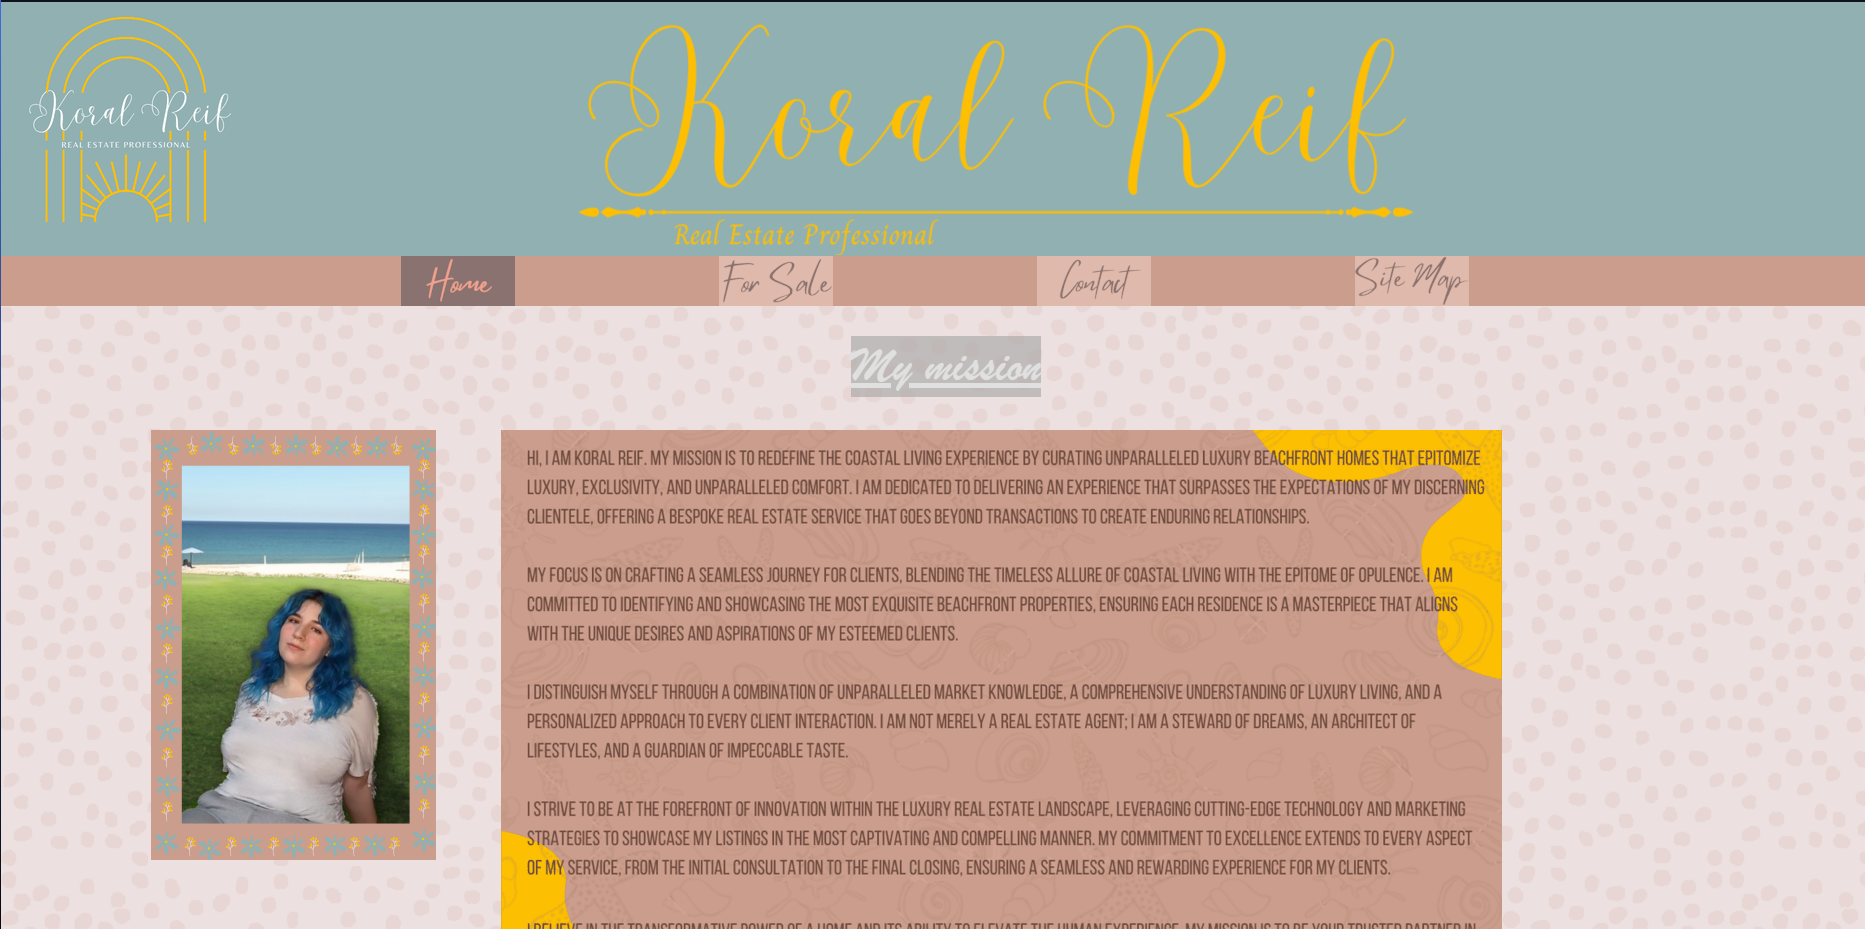 Koral Reif
REAL ESTATE PROFESSIONAL
Koral Reif
Real Estate Professional
Home
For Sale
Contact
Site Map
My mission
HI, I AM KORAL REIF. MY MISSION IS TO REDEFINE THE COASTAL LIVING EXPERIENCE BY CURATING UNPARALLELED LUXURY BEACHFRONT HOMES THAT EPITOMIZE
LUXURY, EXCLUSIVITY, AND UNPARALLELED COMFORT. I AM DEDICATED TO DELIVERING AN EXPERIENCE THAT SURPASSES THE EXPECTATIONS OF MY DISCERNING
CLIENTELE, OFFERING A BESPOKE REAL ESTATE SERVICE THAT GOES BEYOND TRANSACTIONS TO CREATE ENDURING RELATIONSHIPS.
MY FOCUS IS ON CRAFTING A SEAMLESS JOURNEY FOR CLIENTS, BLENDING THE TIMELESS ALLURE OF COASTAL LIVING WITH THE EPITOME OF OPULENCE. I AM
COMMITTED TO IDENTIFYING AND SHOWCASING THE MOST EXQUISITE BEACHFRONT PROPERTIES, ENSURING EACH RESIDENCE IS A MASTERPIECE THAT ALIGNS
WITH THE UNIQUE DESIRES AND ASPIRATIONS OF MY ESTEEMED CLIENTS.
I DISTINGUISH MYSELF THROUGH A COMBINATION OF UNPARALLELED MARKET KNOWLEDGE, A COMPREHENSIVE UNDERSTANDING OF LUXURY LIVING, AND A
PERSONALIZED APPROACH TO EVERY CLIENT INTERACTION. I AM NOT MERELY A REAL ESTATE AGENT; I AM A STEWARD OF DREAMS, AN ARCHITECT OF
LIFESTYLES, AND A GUARDIAN OF IMPECCABLE TASTE.
I STRIVE TO BE AT THE FOREFRONT OF INNOVATION WITHIN THE LUXURY REAL ESTATE LANDSCAPE, LEVERAGING CUTTING-EDGE TECHNOLOGY AND MARKETING
STRATEGIES TO SHOWCASE MY LISTINGS IN THE MOST CAPTIVATING AND COMPELLING MANNER. MY COMMITMENT TO EXCELLENCE EXTENDS TO EVERY ASPECT
OF MY SERVICE, FROM THE INITIAL CONSULTATION TO THE FINAL CLOSING, ENSURING A SEAMLESS AND REWARDING EXPERIENCE FOR MY CLIENTS.
I BELIEVE IN THE TRANSFORMATIVE POWER OF A HOME AND ITS ABILITY TO ELEVATE THE HUMAN EXPERIENCE. MY MISSION IS TO BE YOUR TRUSTED PARTNER IN